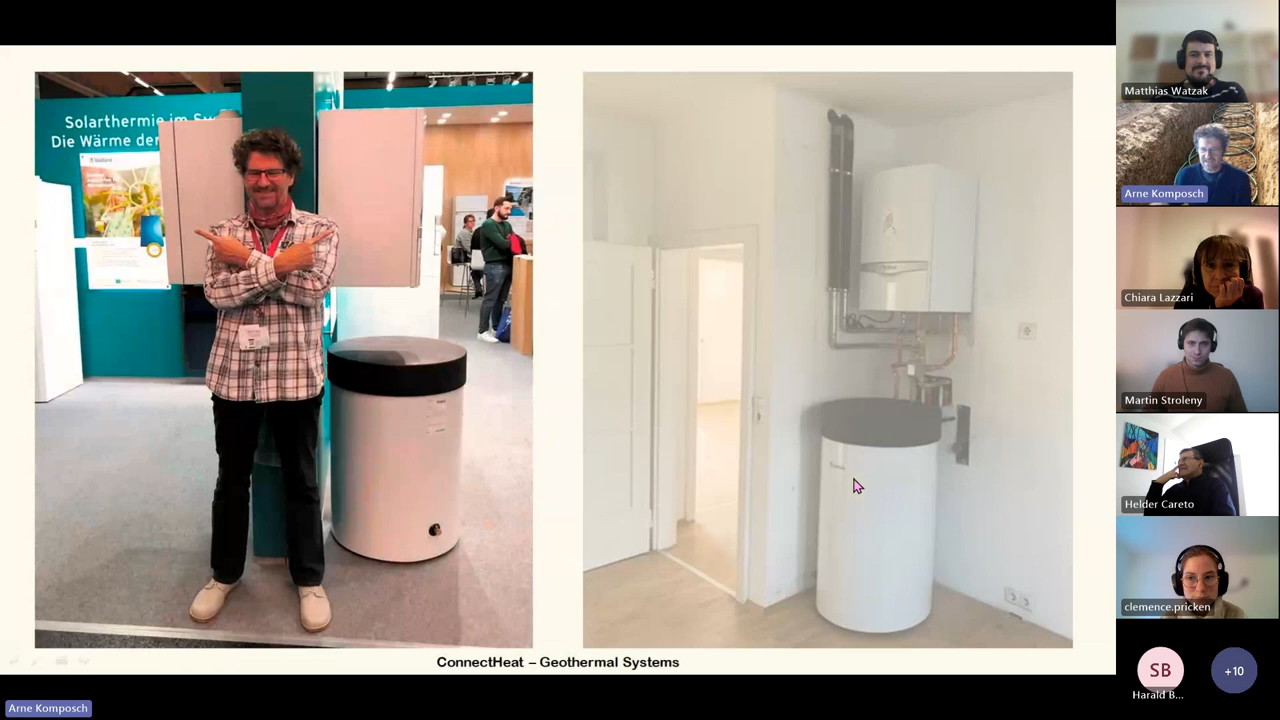 Solarthermie im Sy
Die Wärme der
ConnectHeat – Geothermal Systems
Arne Komposch
Matthias Watzak
Arne Komposch
Chiara Lazzari
Martin Stroleny
Helder Careto
clemence.pricken
SB
Harald B...
+10